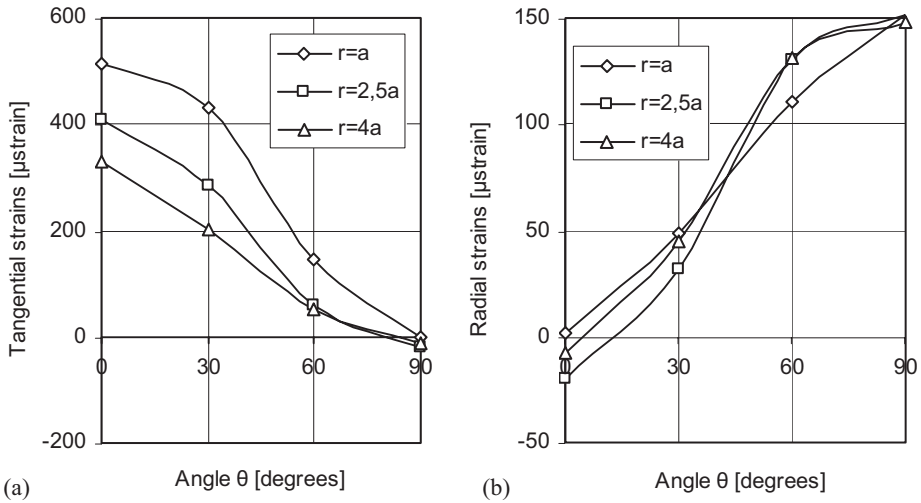 600
400
200
0
-200
0
30
60
90
Tangential strains [µstrain]
r=a
r=2,5a
r=4a
(a)
Angle θ [degrees]
150
100
50
0
-50
0
30
60
90
Radial strains [µstrain]
r=a
r=2,5a
r=4a
(b)
Angle θ [degrees]